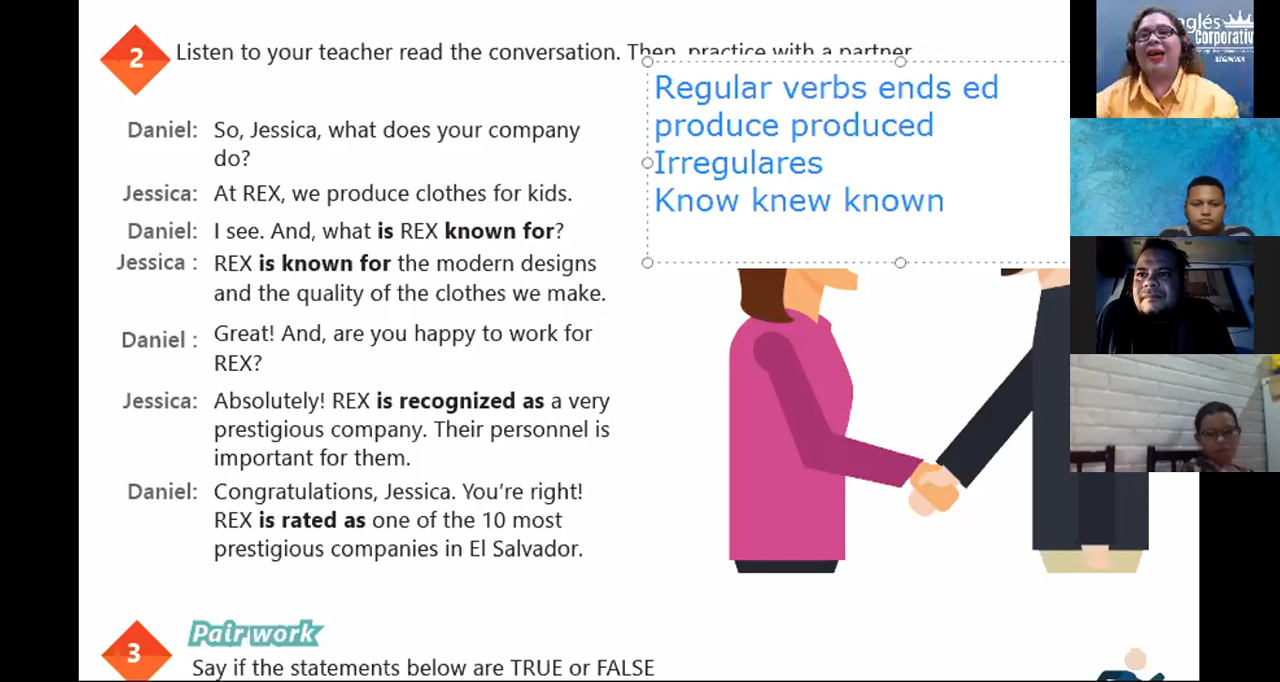 2 Listen to your teacher read the conversation. Then, practice with a partner
Regular verbs ends ed
produce produced
Irregulares
Know knew known
Daniel: So, Jessica, what does your company
do?
Jessica: At REX, we produce clothes for kids.
Daniel: I see. And, what is REX known for?
Jessica : REX is known for the modern designs
and the quality of the clothes we make.
Daniel : Great! And, are you happy to work for
REX?
Jessica: Absolutely! REX is recognized as a very
prestigious company. Their personnel is
important for them.
Daniel: Congratulations, Jessica. You’re right!
REX is rated as one of the 10 most
prestigious companies in El Salvador.
3 Pair work
Say if the statements below are TRUE or FALSE
glés
Corporativ
BEGINNER